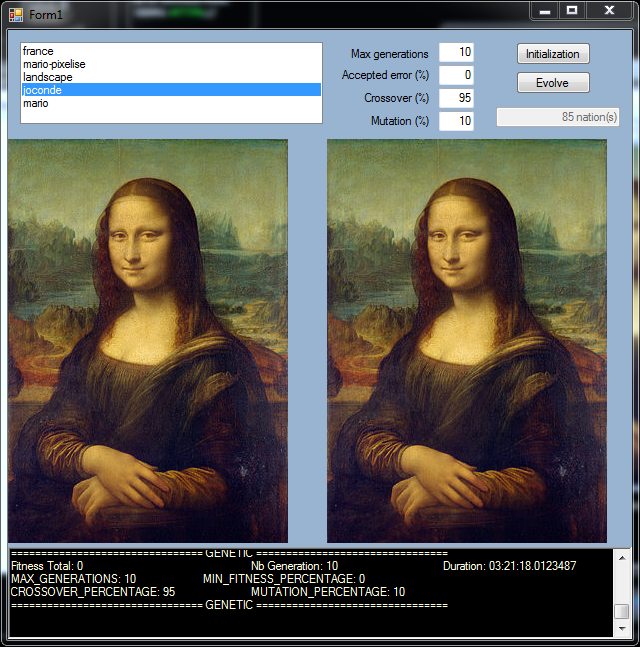 Form1
france
mario-pixelise
landscape
joconde
mario
Max generations 10
Accepted error (%) 0
Crossover (%) 95
Mutation (%) 10
Initialization
Evolve
85 nation(s)
================================ GENETIC ================================
Fitness Total: 0 Nb Generation: 10 Duration: 03:21:18.0123487
MAX_GENERATIONS: 10 MIN_FITNESS_PERCENTAGE: 0
CROSSOVER_PERCENTAGE: 95 MUTATION_PERCENTAGE: 10
================================ GENETIC ================================